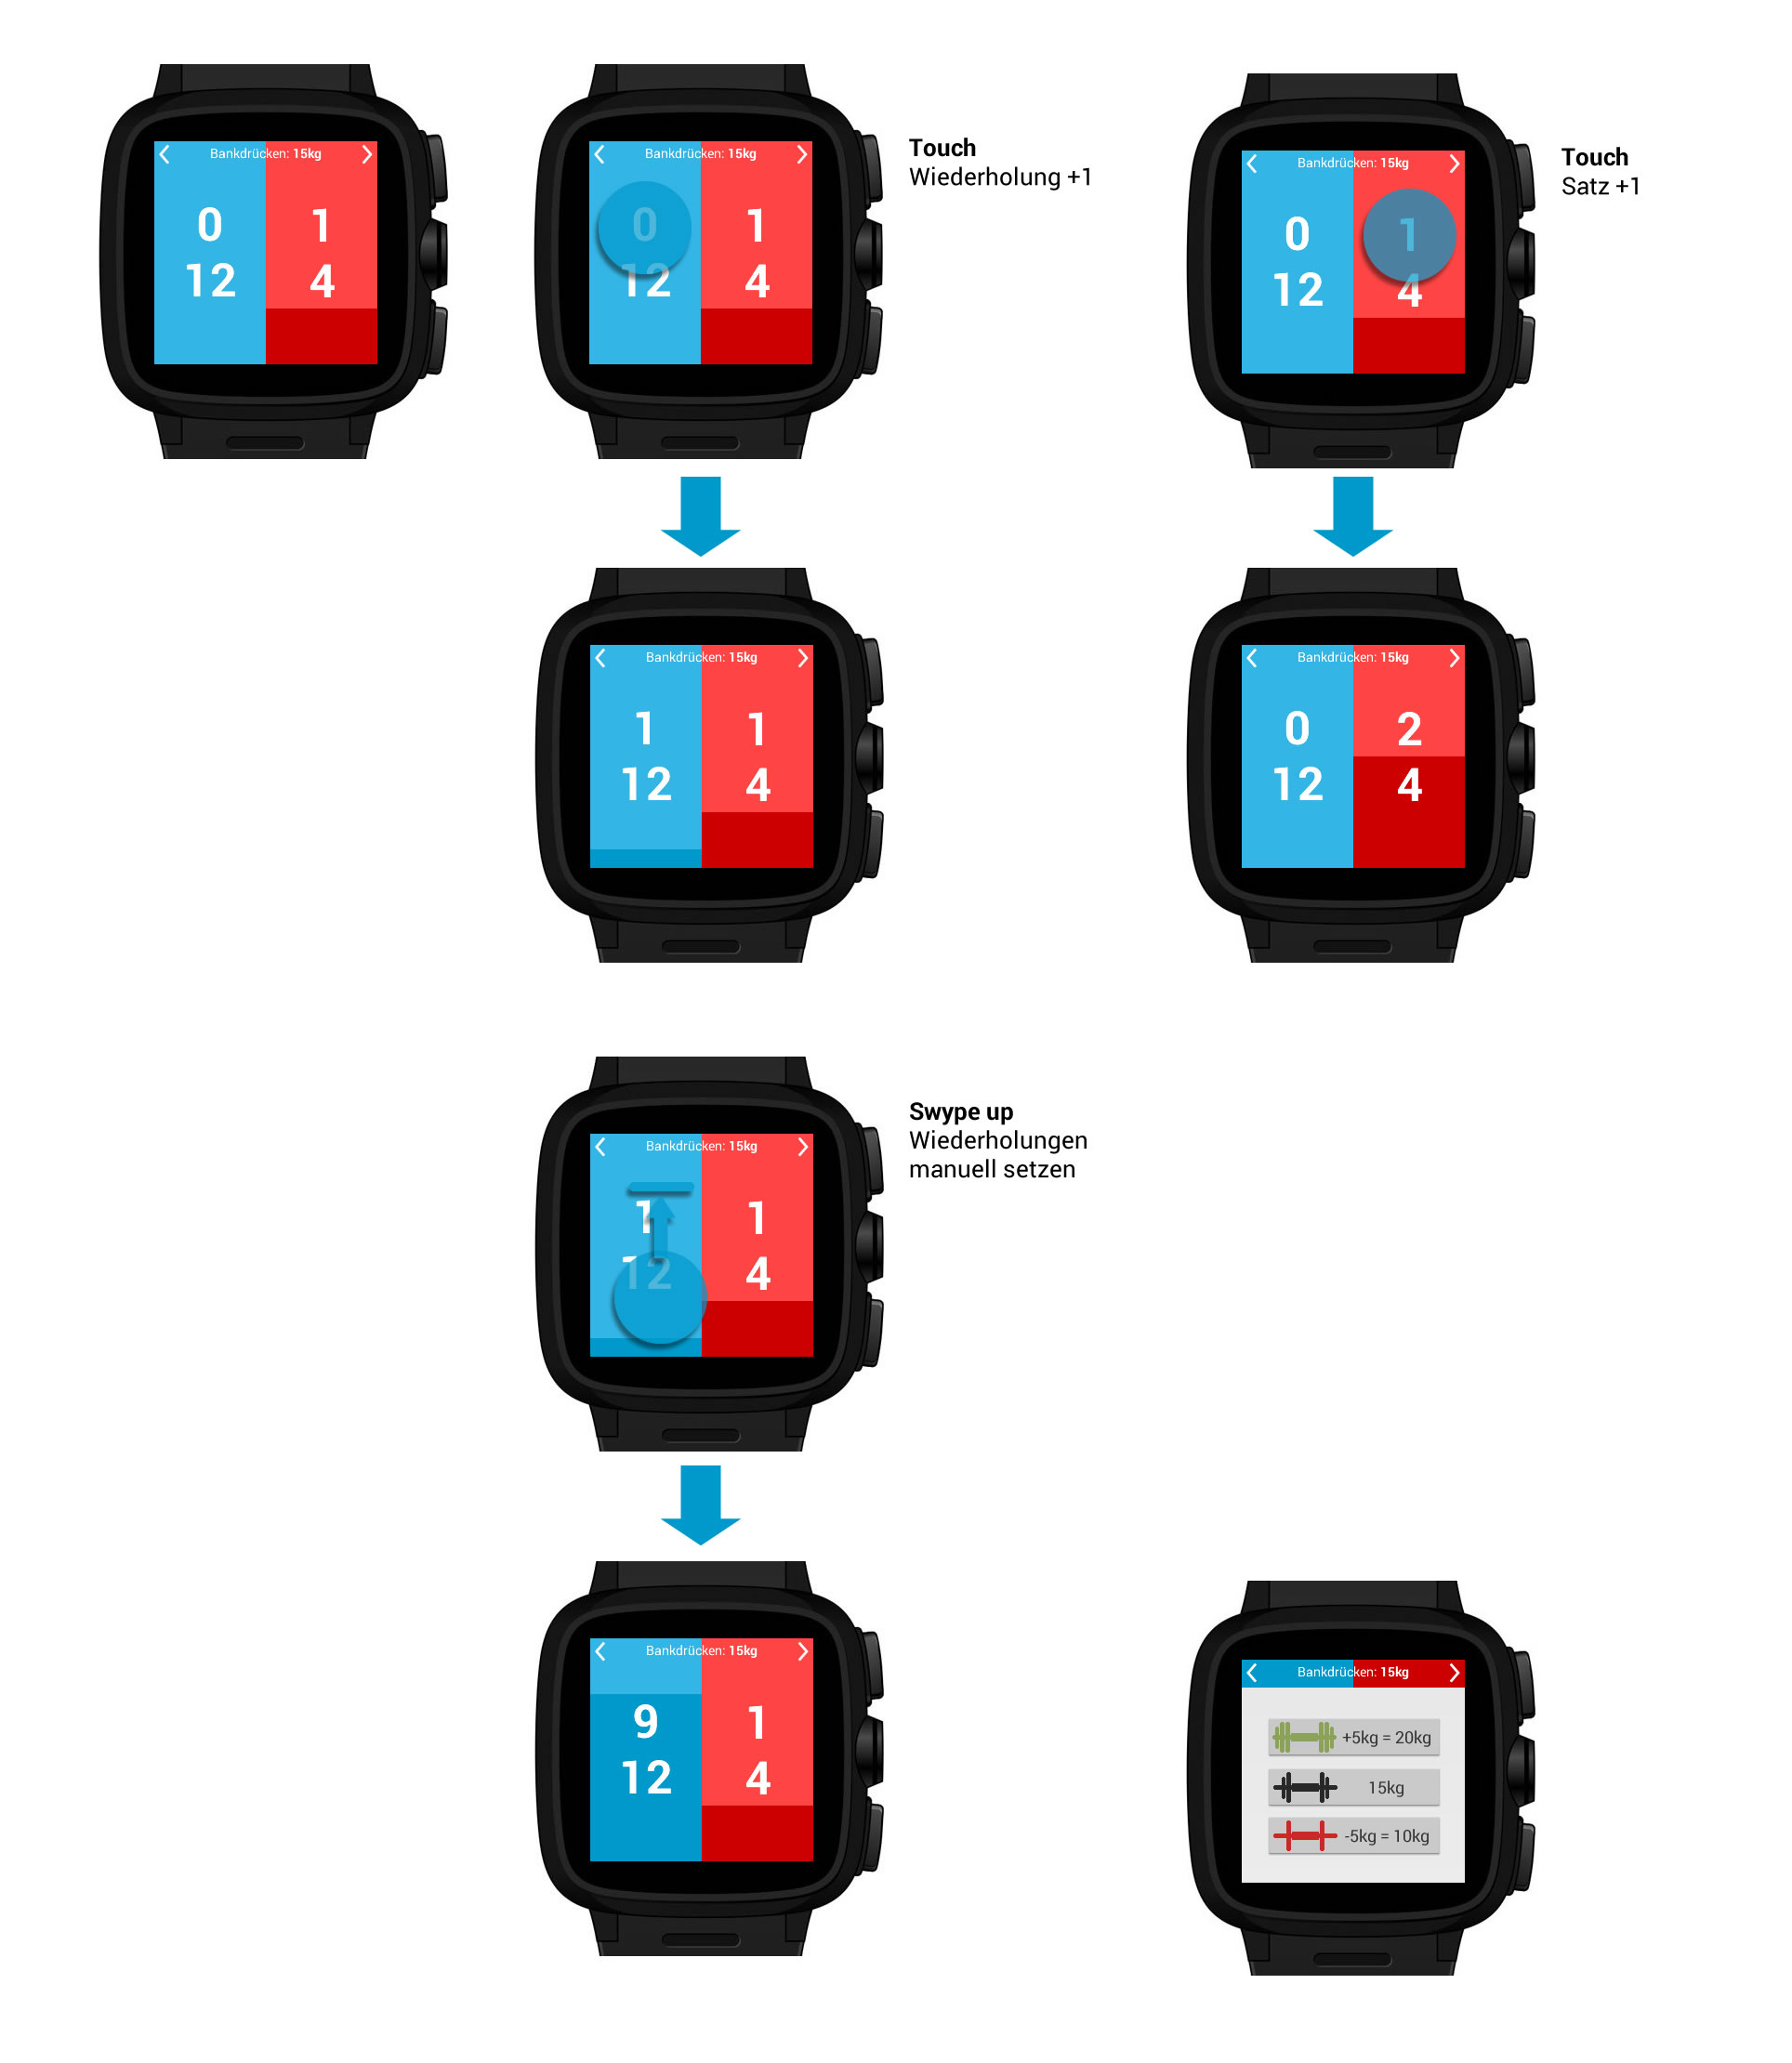 Bankdrücken: 15kg
0 1
12 4
Bankdrücken: 15kg
0 1
12 4
Touch
Wiederholung +1
Bankdrücken: 15kg
0 1
12 4
Touch
Satz +1
Bankdrücken: 15kg
1 1
12 4
Bankdrücken: 15kg
0 2
12 4
Bankdrücken: 15kg
1 1
12 4
Swype up
Wiederholungen
manuell setzen
Bankdrücken: 15kg
9 1
12 4
Bankdrücken: 15kg
+5kg = 20kg
15kg
-5kg = 10kg